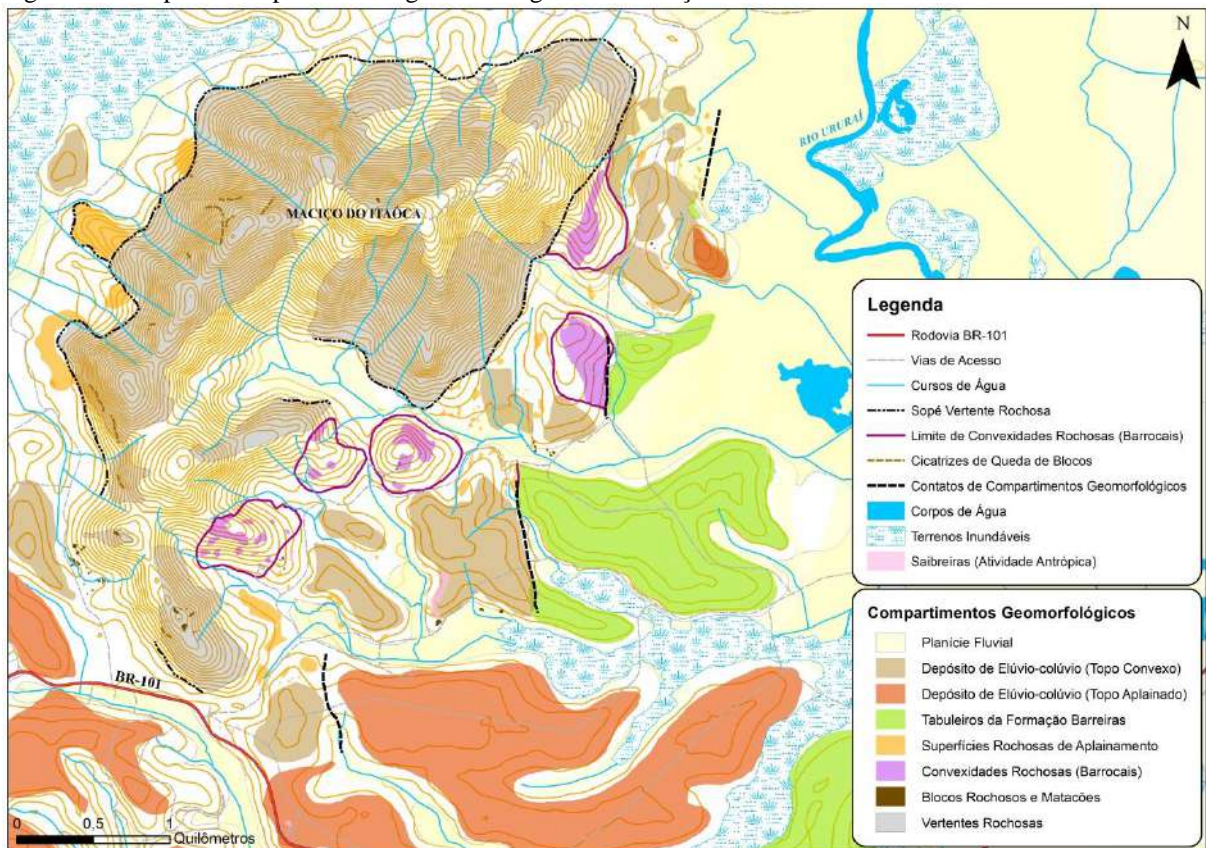 N
RIO URURAÍ
MACIÇO DO ITAÓCA
BR-101
0 0,5 1
Quilômetros
Legenda
Rodovia BR-101
Vias de Acesso
Cursos de Água
Sopé Vertente Rochosa
Limite de Convexidades Rochosas (Barrocais)
Cicatrizes de Queda de Blocos
Contatos de Compartimentos Geomorfológicos
Corpos de Água
Terrenos Inundáveis
Saibreiras (Atividade Antrópica)
Compartimentos Geomorfológicos
Planície Fluvial
Depósito de Elúvio-colúvio (Topo Convexo)
Depósito de Elúvio-colúvio (Topo Aplainado)
Tabuleiros da Formação Barreiras
Superfícies Rochosas de Aplainamento
Convexidades Rochosas (Barrocais)
Blocos Rochosos e Matacões
Vertentes Rochosas